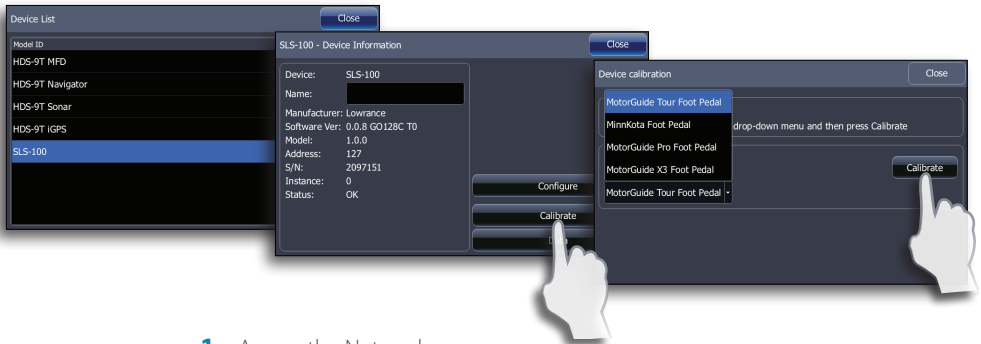 Device List
Close
Model ID
HDS-9T MFD
HDS-9T Navigator
HDS-9T Sonar
HDS-9T iGPS
SLS-100
SLS-100 - Device Information
Close
Device: SLS-100
Name:
Manufacturer: Lowrance
Software Ver: 0.0.8 GO128C T0
Model: 1.0.0
Address: 127
S/N: 2097151
Instance: 0
Status: OK
Configure
Calibrate
Device calibration
Close
MotorGuide Tour Foot Pedal
MinnKota Foot Pedal
drop-down menu and then press Calibrate
MotorGuide Pro Foot Pedal
MotorGuide X3 Foot Pedal
MotorGuide Tour Foot Pedal
Calibrate